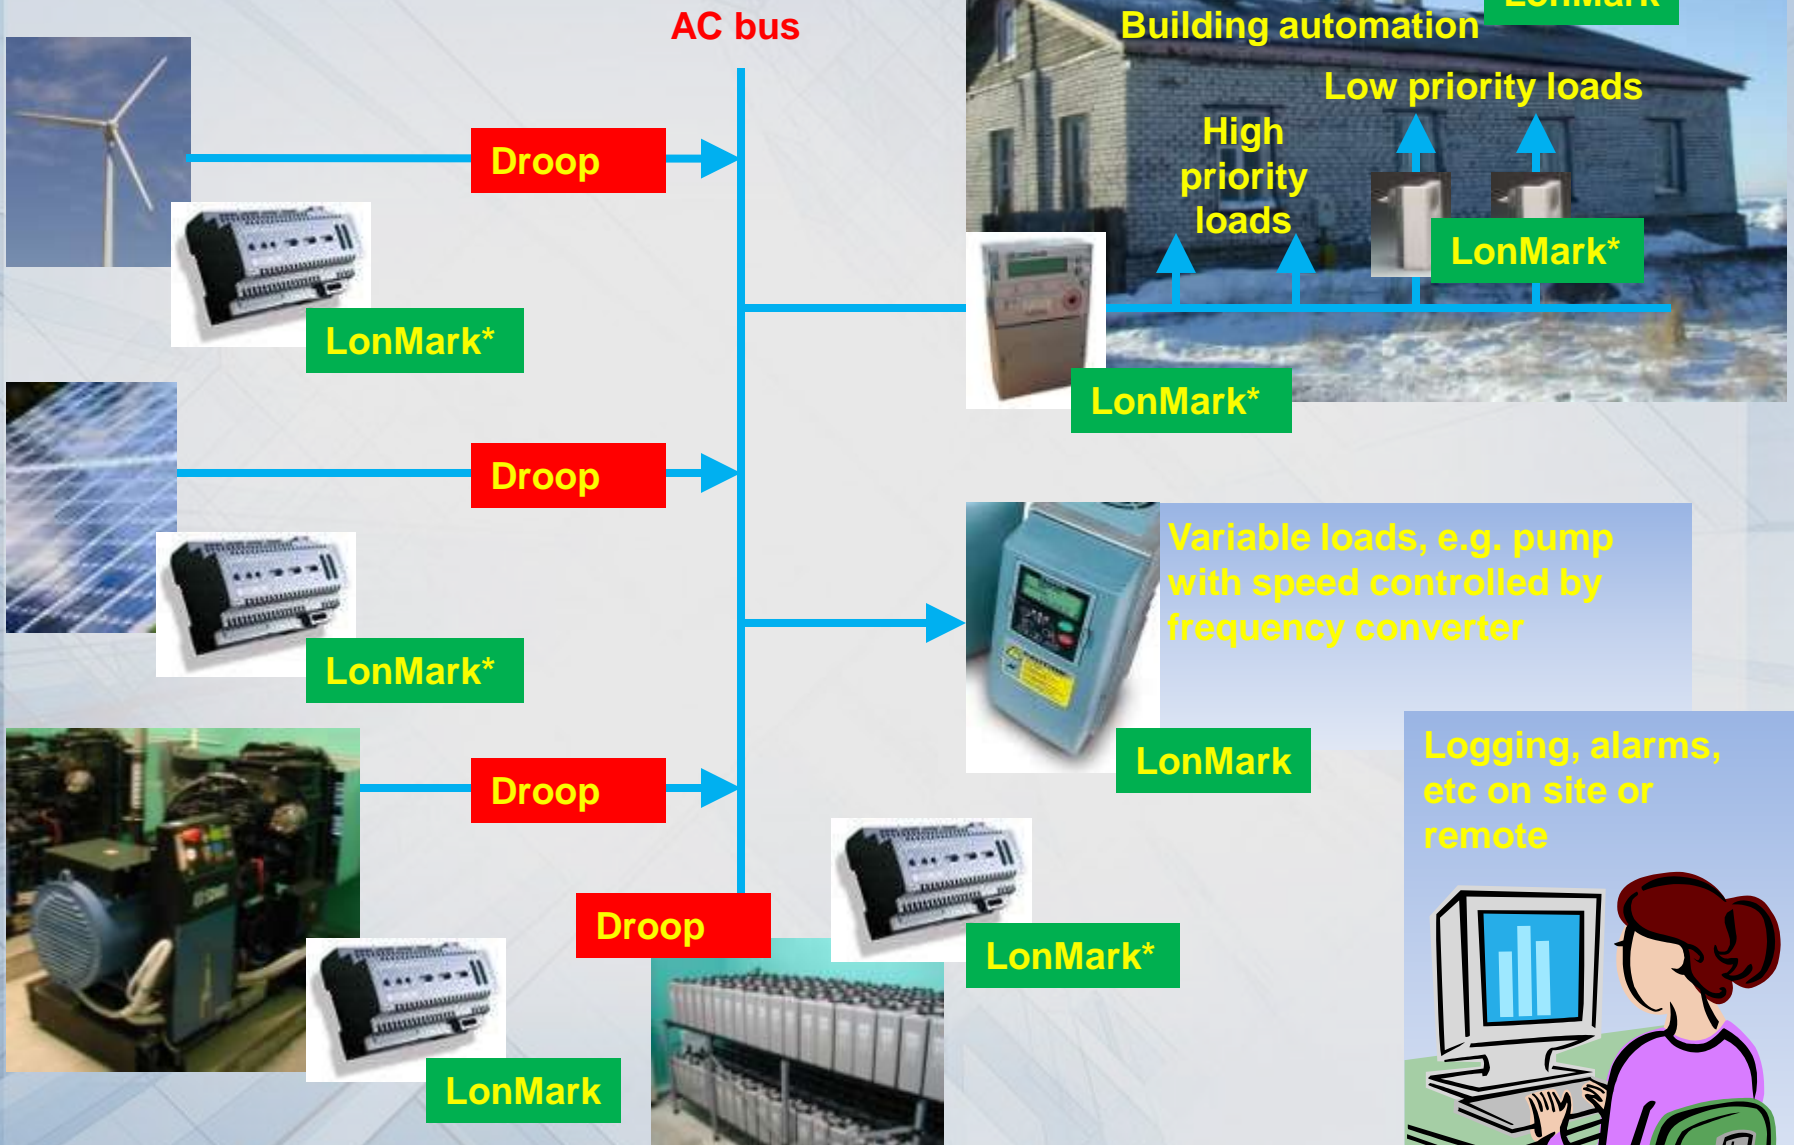 AC bus
LonMark
Building automation
Low priority loads
High
priority
loads
Droop
LonMark*
LonMark*
LonMark*
Droop
LonMark*
Variable loads, e.g. pump
with speed controlled by
frequency converter
LonMark
Droop
Logging, alarms,
etc on site or
remote
Droop
LonMark*
LonMark